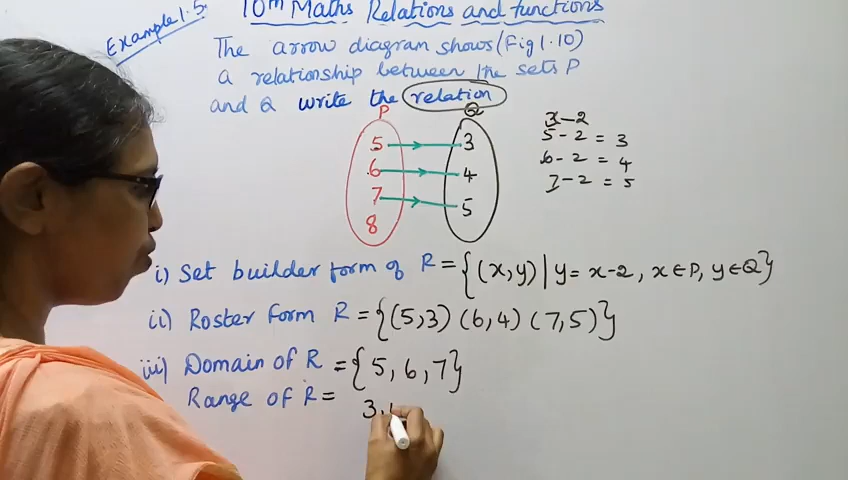 10th Maths Relations and functions
Example 1.5.
The arrow diagram shows (Fig 1.10)
a relationship between the sets P
and Q write the relation
P Q
5 3
6 4
7 5
8
x-2
5-2 = 3
6-2 = 4
7-2 = 5
i) Set builder form of R = {(x,y) | y = x-2, x ∈ P, y ∈ Q}
ii) Roster form R = {(5,3) (6,4) (7,5)}
iii) Domain of R = {5, 6, 7}
Range of R = 3,